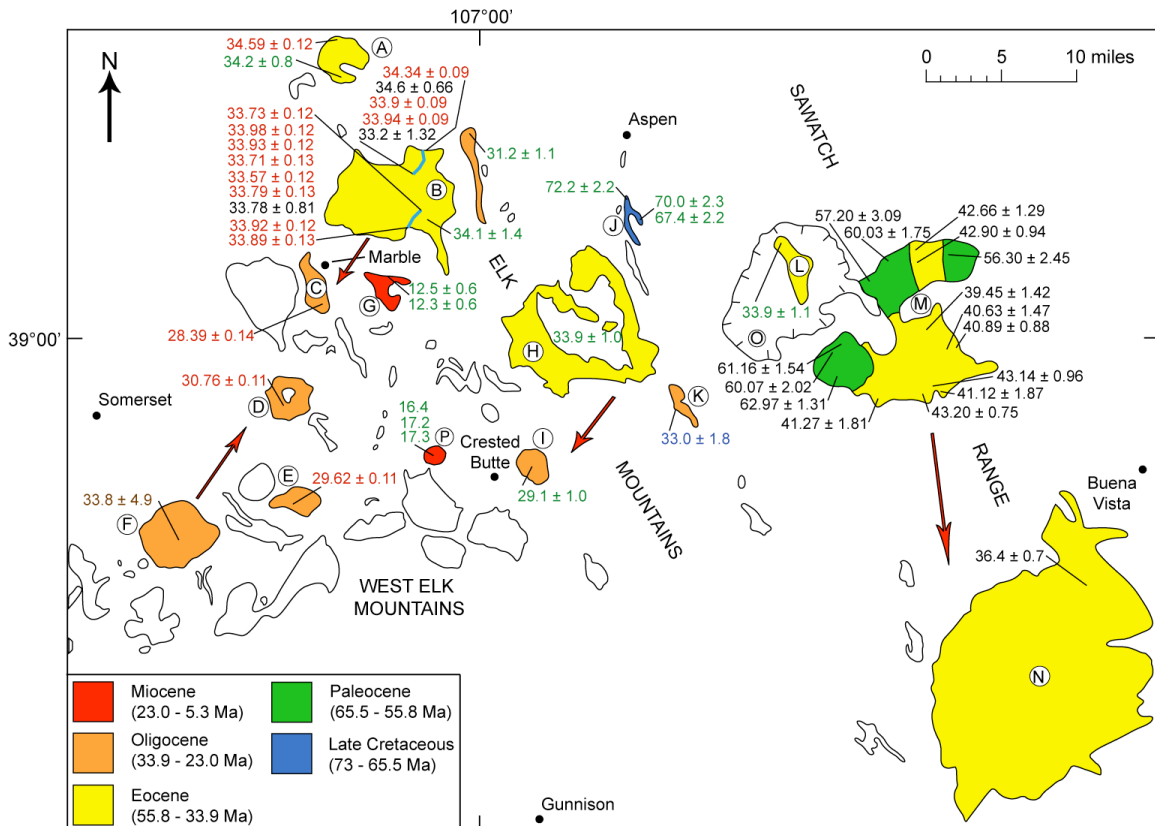 107°00'
N
34.59 ± 0.12
34.2 ± 0.8
A
34.34 ± 0.09
34.6 ± 0.66
33.9 ± 0.09
33.94 ± 0.09
33.2 ± 1.32
33.73 ± 0.12
33.98 ± 0.12
33.93 ± 0.12
33.71 ± 0.13
33.57 ± 0.12
33.79 ± 0.13
33.78 ± 0.81
33.92 ± 0.12
33.89 ± 0.13
B
34.1 ± 1.4
31.2 ± 1.1
0 5 10 miles
SAWATCH
Aspen
72.2 ± 2.2
70.0 ± 2.3
67.4 ± 2.2
J
57.20 ± 3.09
60.03 ± 1.75
42.66 ± 1.29
42.90 ± 0.94
56.30 ± 2.45
Marble
ELK
C
G
12.5 ± 0.6
12.3 ± 0.6
28.39 ± 0.14
L
33.9 ± 1.1
M
39.45 ± 1.42
40.63 ± 1.47
40.89 ± 0.88
39°00'
H
33.9 ± 1.0
O
61.16 ± 1.54
60.07 ± 2.02
62.97 ± 1.31
41.27 ± 1.81
43.14 ± 0.96
41.12 ± 1.87
43.20 ± 0.75
30.76 ± 0.11
D
Somerset
K
33.0 ± 1.8
16.4
17.2
17.3
P
Crested
Butte
I
29.1 ± 1.0
MOUNTAINS
RANGE
Buena
Vista
E
29.62 ± 0.11
33.8 ± 4.9
F
36.4 ± 0.7
WEST ELK
MOUNTAINS
N
Miocene
(23.0 - 5.3 Ma)
Oligocene
(33.9 - 23.0 Ma)
Eocene
(55.8 - 33.9 Ma)
Paleocene
(65.5 - 55.8 Ma)
Late Cretaceous
(73 - 65.5 Ma)
Gunnison